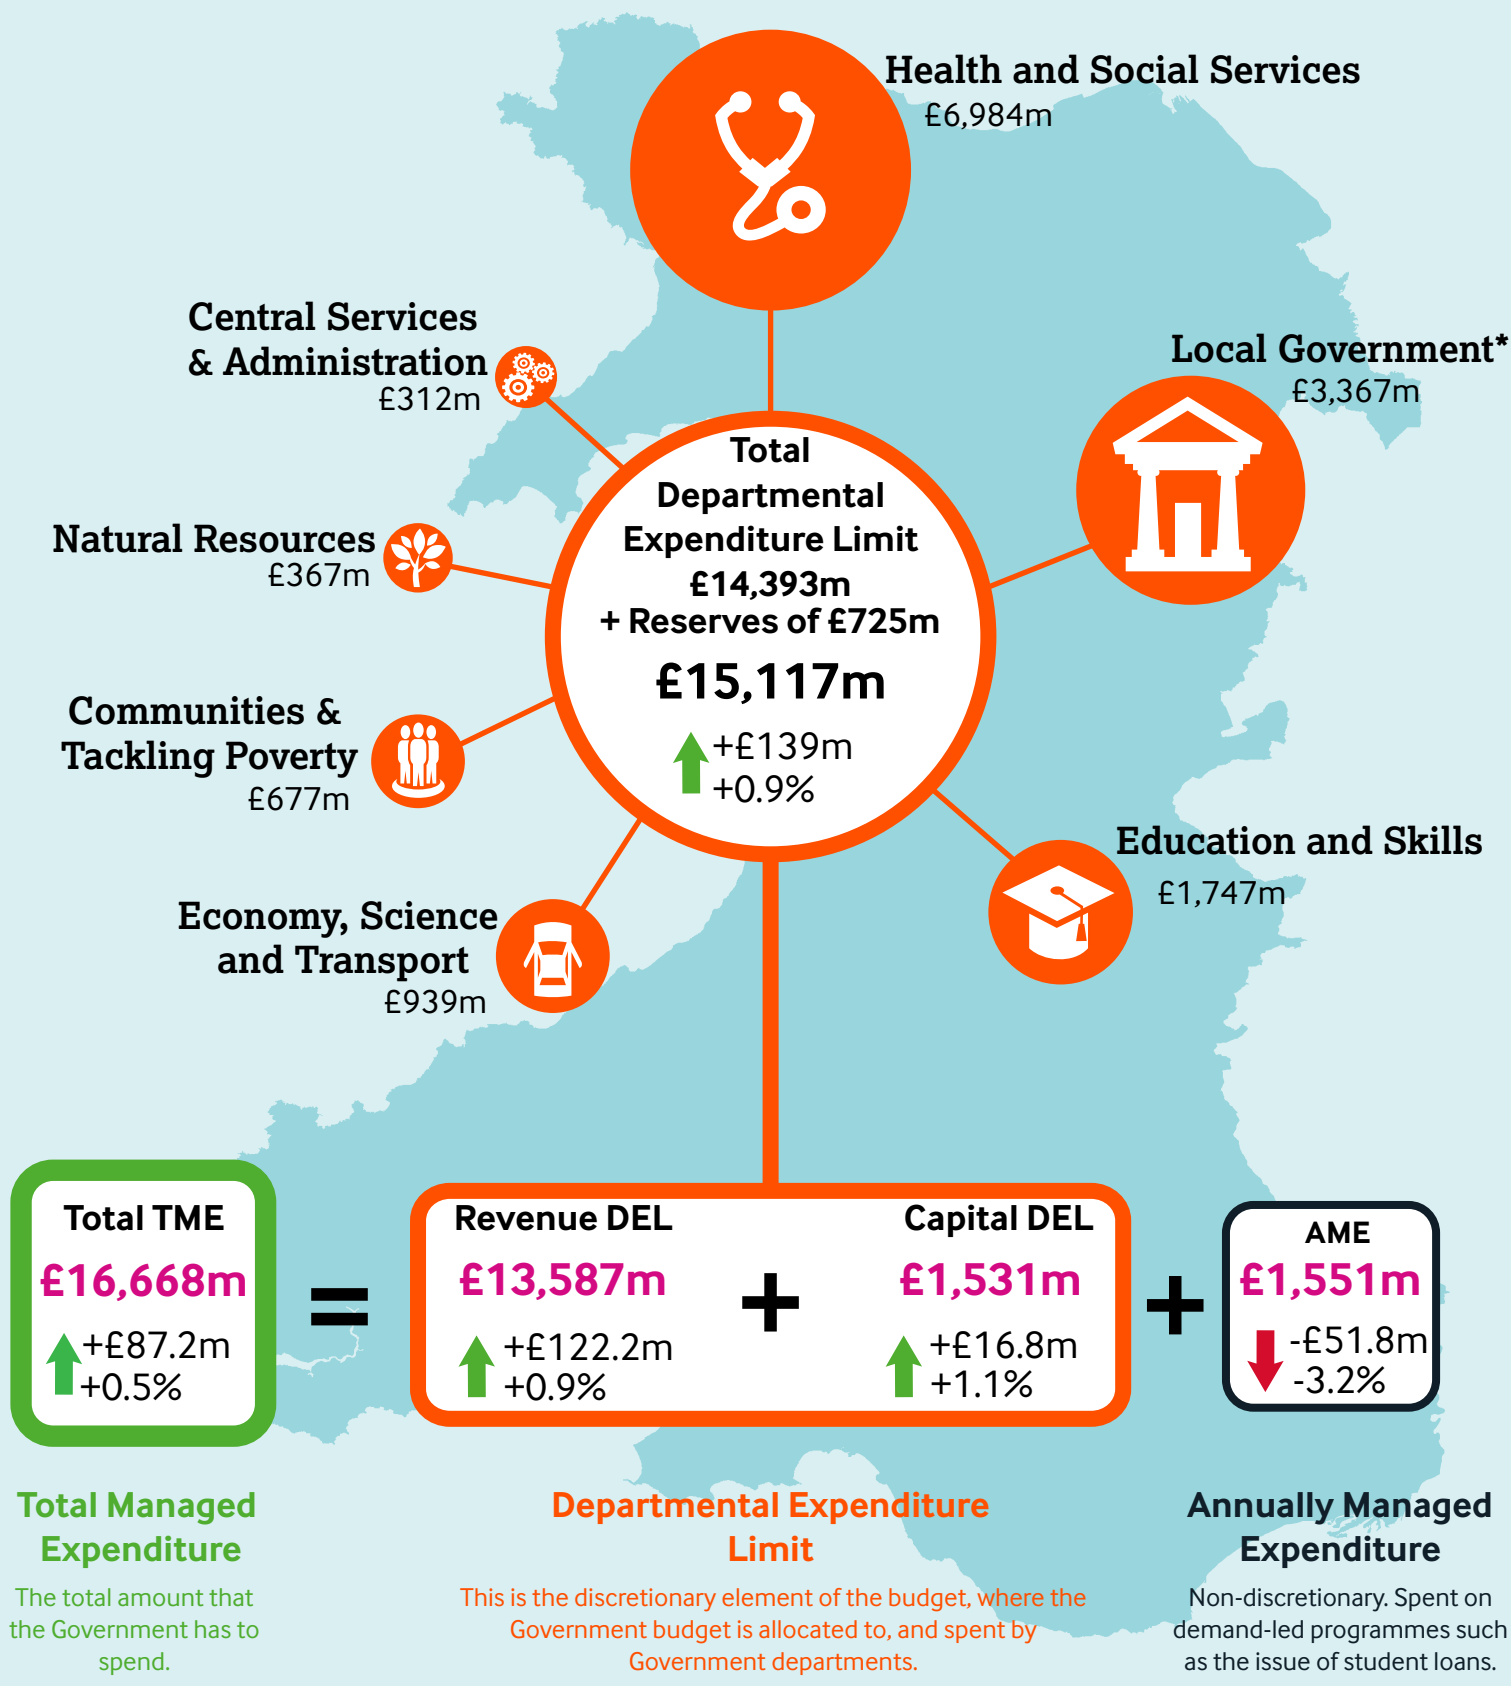 Health and Social Services
£6,984m
Central Services
& Administration
£312m
Local Government*
£3,367m
Natural Resources
£367m
Total
Departmental
Expenditure Limit
£14,393m
+ Reserves of £725m
£15,117m
+£139m
+0.9%
Communities &
Tackling Poverty
£677m
Education and Skills
£1,747m
Economy, Science
and Transport
£939m
Total TME
£16,668m
+£87.2m
+0.5%
=
Revenue DEL
£13,587m
+£122.2m
+0.9%
+
Capital DEL
£1,531m
+£16.8m
+1.1%
+
AME
£1,551m
-£51.8m
-3.2%
Total Managed
Expenditure
The total amount that
the Government has to
spend.
Departmental Expenditure
Limit
This is the discretionary element of the budget, where the
Government budget is allocated to, and spent by
Government departments.
Annually Managed
Expenditure
Non-discretionary. Spent on
demand-led programmes such
as the issue of student loans.